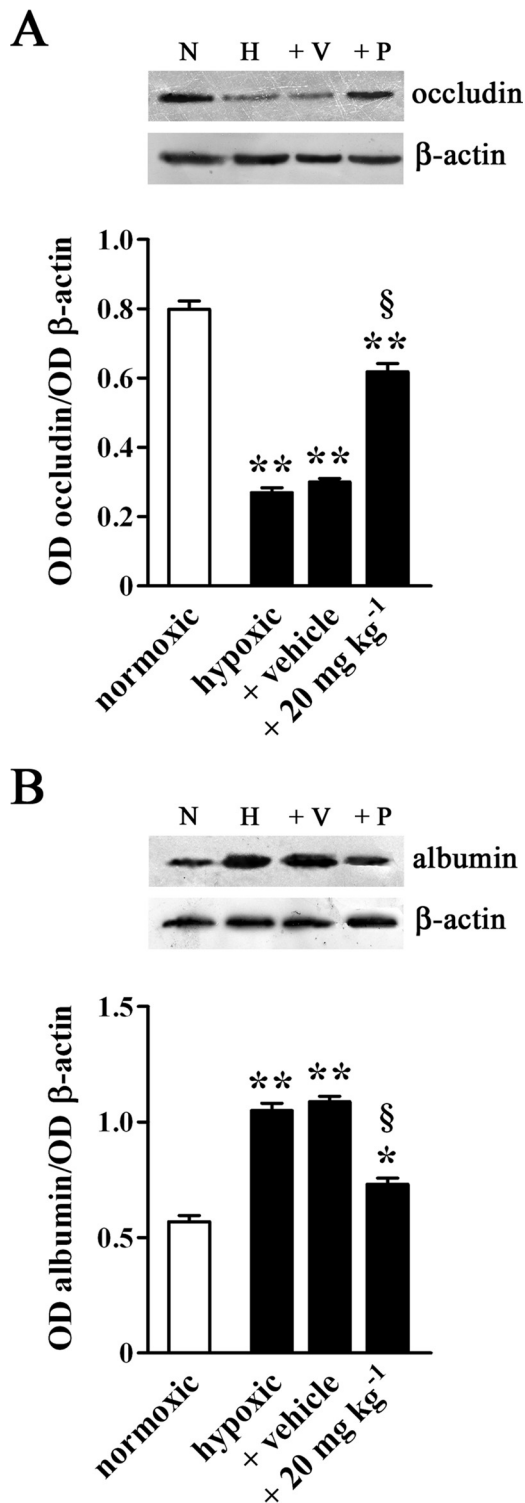 A
N H + V + P
occludin
β-actin
OD occludin/OD β-actin
1.0
0.8
0.6
0.4
0.2
0
**
**
§
**
normoxic
hypoxic
+ vehicle
+ 20 mg kg⁻¹
B
N H + V + P
albumin
β-actin
OD albumin/OD β-actin
1.5
1.0
0.5
0
**
**
§
*
normoxic
hypoxic
+ vehicle
+ 20 mg kg⁻¹